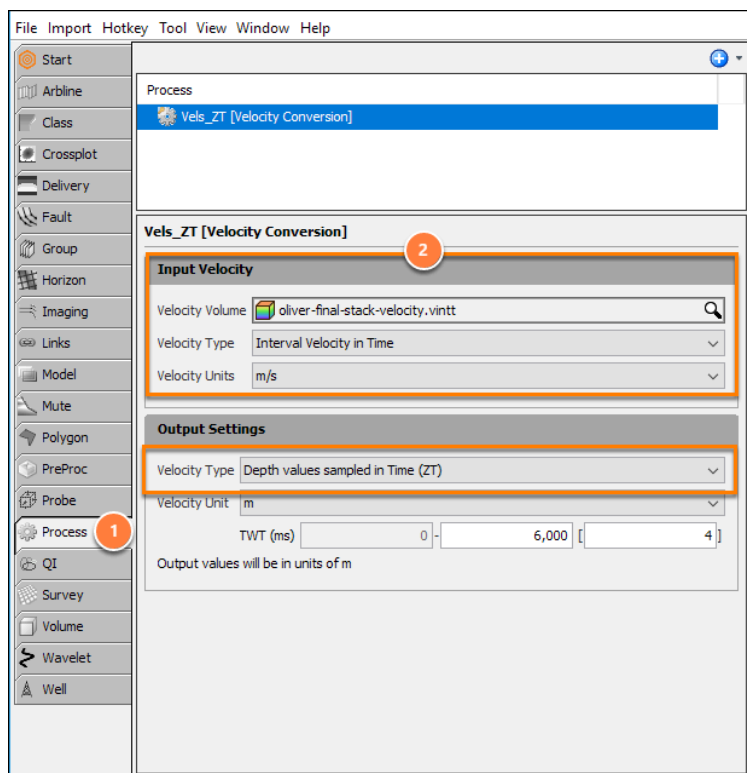 File Import Hotkey Tool View Window Help
Start
Arbline
Class
Crossplot
Delivery
Fault
Group
Horizon
Imaging
Links
Model
Mute
Polygon
PreProc
Probe
Process 1
QI
Survey
Volume
Wavelet
Well
Process
Vels_ZT [Velocity Conversion]
Vels_ZT [Velocity Conversion]
2
Input Velocity
Velocity Volume oliver-final-stack-velocity.vintt
Velocity Type Interval Velocity in Time
Velocity Units m/s
Output Settings
Velocity Type Depth values sampled in Time (ZT)
Velocity Unit m
TWT (ms) 0 - 6,000 [ 4 ]
Output values will be in units of m